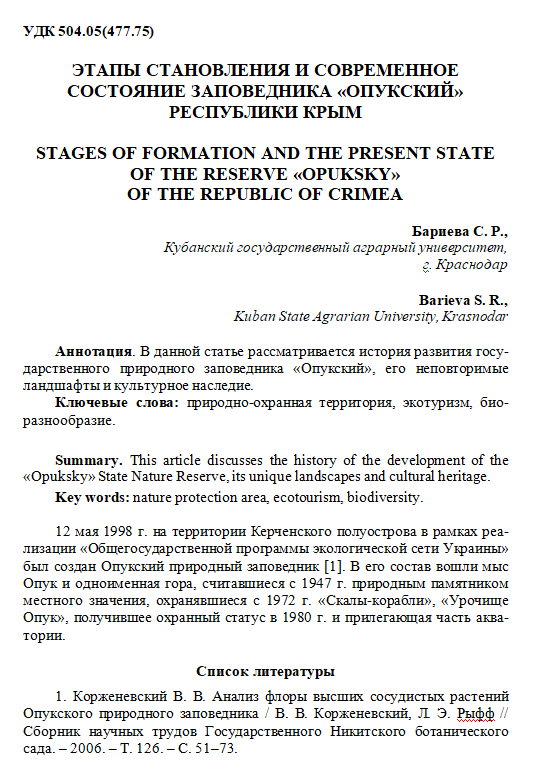 УДК 504.05(477.75)
ЭТАПЫ СТАНОВЛЕНИЯ И СОВРЕМЕННОЕ
СОСТОЯНИЕ ЗАПОВЕДНИКА «ОПУКСКИЙ»
РЕСПУБЛИКИ КРЫМ
STAGES OF FORMATION AND THE PRESENT STATE
OF THE RESERVE «OPUKSKY»
OF THE REPUBLIC OF CRIMEA
Бариева С. Р.,
Кубанский государственный аграрный университет,
г. Краснодар
Barieva S. R.,
Kuban State Agrarian University, Krasnodar
Аннотация. В данной статье рассматривается история развития госу-
дарственного природного заповедника «Опукский», его неповторимые
ландшафты и культурное наследие.
Ключевые слова: природно-охранная территория, экотуризм, био-
разнообразие.
Summary. This article discusses the history of the development of the
«Opuksky» State Nature Reserve, its unique landscapes and cultural heritage.
Key words: nature protection area, ecotourism, biodiversity.
12 мая 1998 г. на территории Керченского полуострова в рамках реа-
лизации «Общегосударственной программы экологической сети Украины»
был создан Опукский природный заповедник [1]. В его состав вошли мыс
Опук и одноименная гора, считавшиеся с 1947 г. природным памятником
местного значения, охранявшиеся с 1972 г. «Скалы-корабли», «Урочище
Опук», получившее охранный статус в 1980 г. и прилегающая часть аква-
тории.
Список литературы
1. Корженевский В. В. Анализ флоры высших сосудистых растений
Опукского природного заповедника / В. В. Корженевский, Л. Э. Рыфф //
Сборник научных трудов Государственного Никитского ботанического
сада. – 2006. – Т. 126. – С. 51–73.